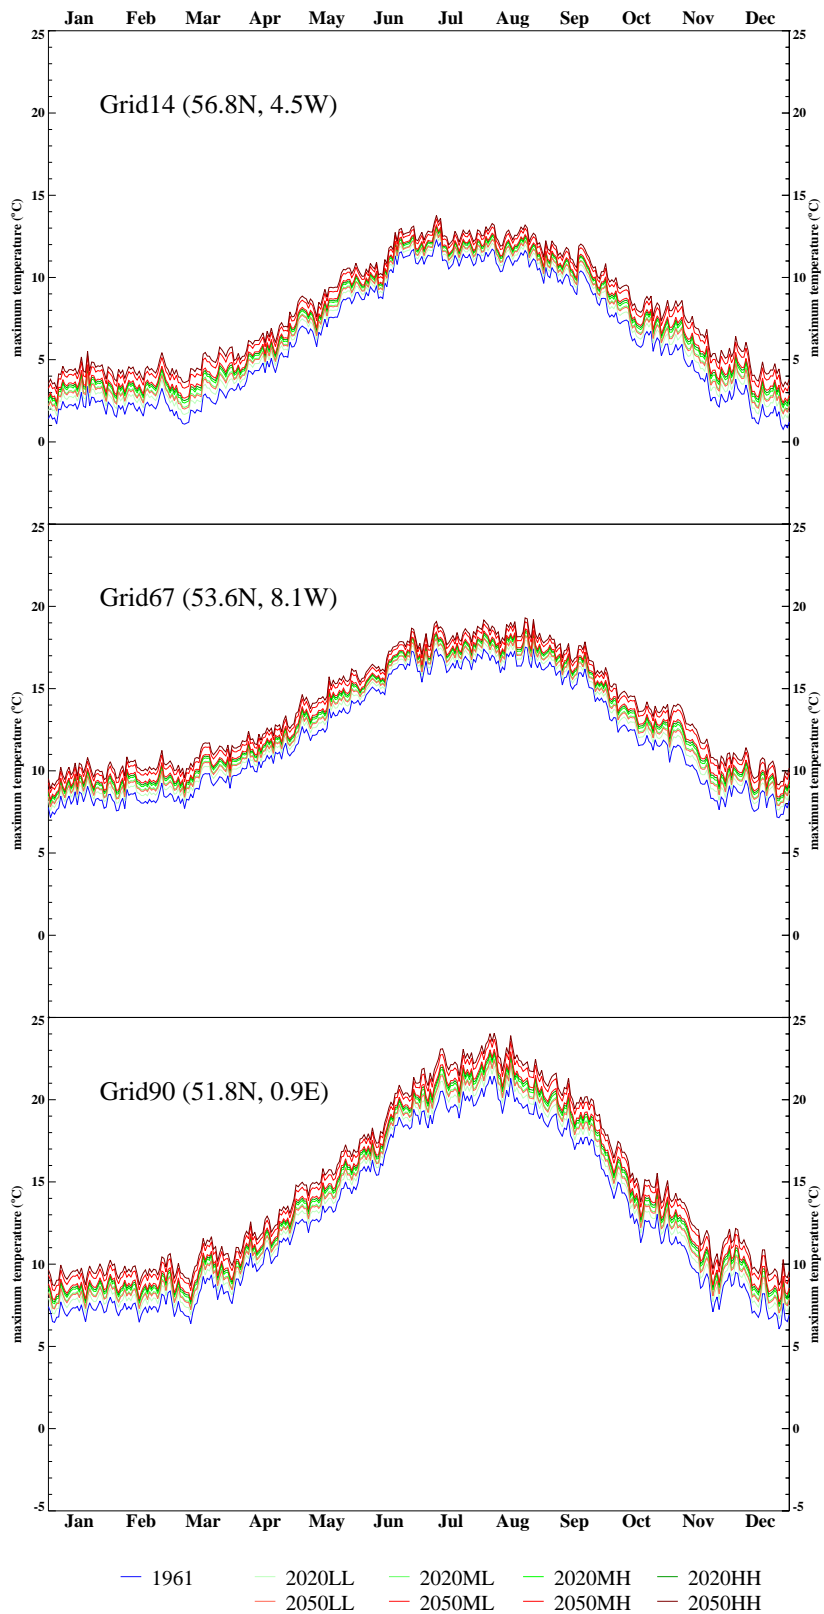 Jan Feb Mar Apr May Jun Jul Aug Sep Oct Nov Dec
25 25
Grid14 (56.8N, 4.5W)
20 20
15 15
maximum temperature (°C) maximum temperature (°C)
10 10
5 5
0 0
25 25
Grid67 (53.6N, 8.1W)
20 20
15 15
maximum temperature (°C) maximum temperature (°C)
10 10
5 5
0 0
25 25
Grid90 (51.8N, 0.9E)
20 20
15 15
maximum temperature (°C) maximum temperature (°C)
10 10
5 5
0 0
-5 -5
Jan Feb Mar Apr May Jun Jul Aug Sep Oct Nov Dec
1961 2020LL 2020ML 2020MH 2020HH
2050LL 2050ML 2050MH 2050HH